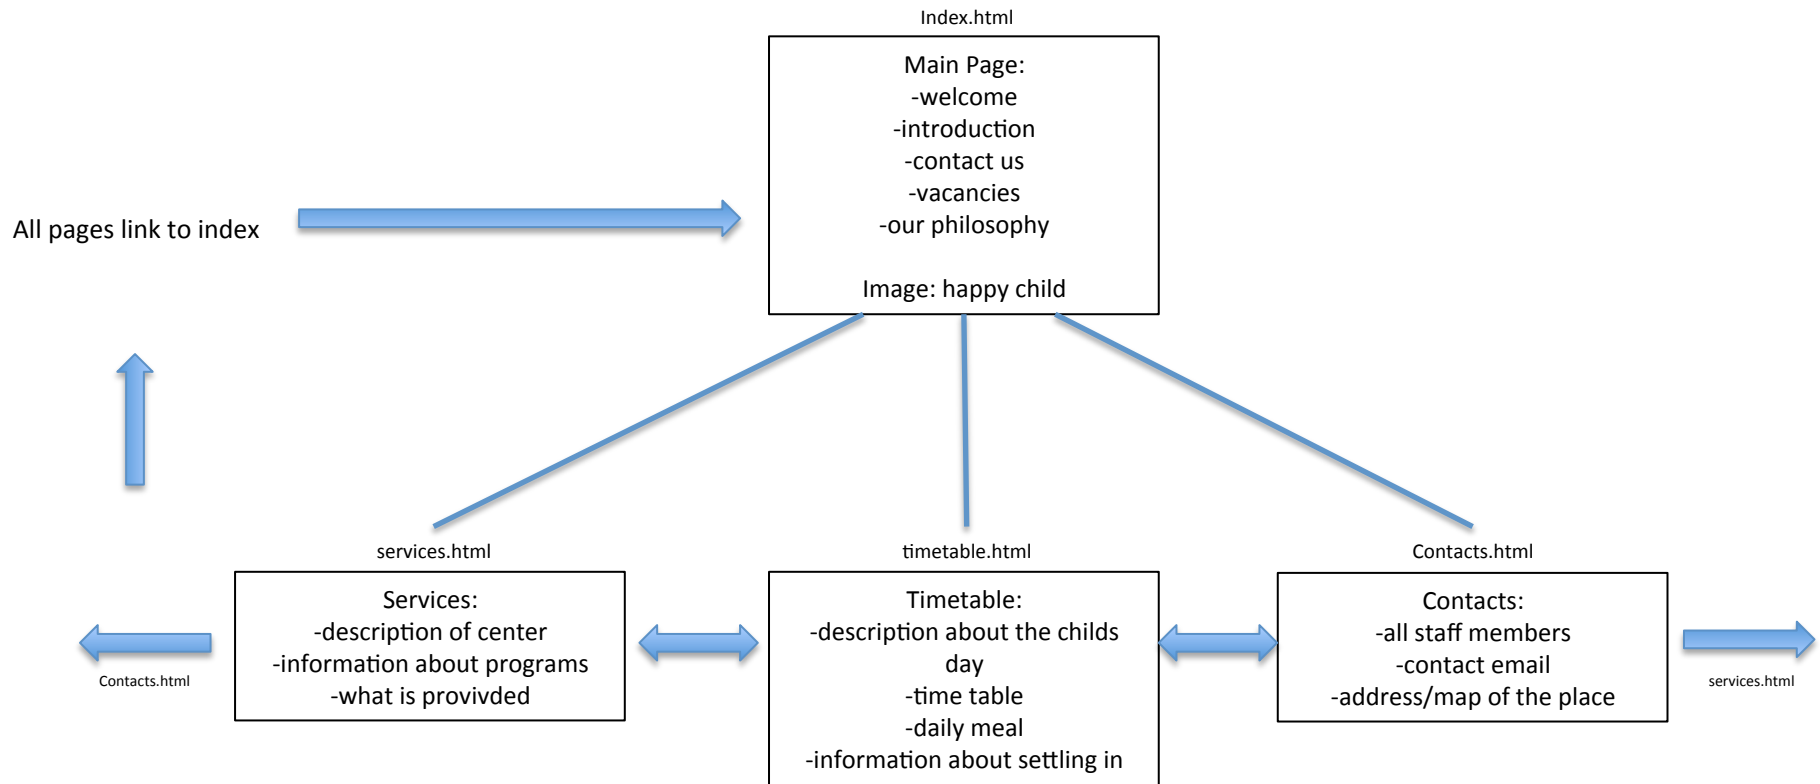 Index.html
Main Page:
-welcome
-introduction
-contact us
-vacancies
-our philosophy
Image: happy child
All pages link to index
services.html
Services:
-description of center
-information about programs
-what is provivded
Contacts.html
timetable.html
Timetable:
-description about the childs
day
-time table
-daily meal
-information about settling in
Contacts.html
Contacts:
-all staff members
-contact email
-address/map of the place
services.html